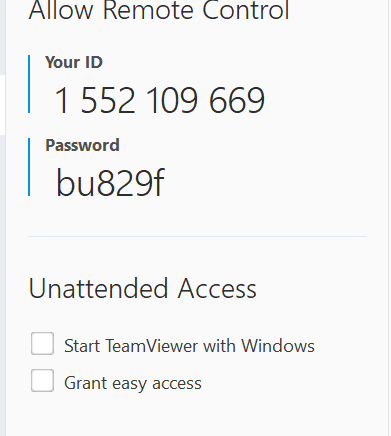 Allow Remote Control
Your ID
1 552 109 669
Password
bu829f
Unattended Access
Start TeamViewer with Windows
Grant easy access